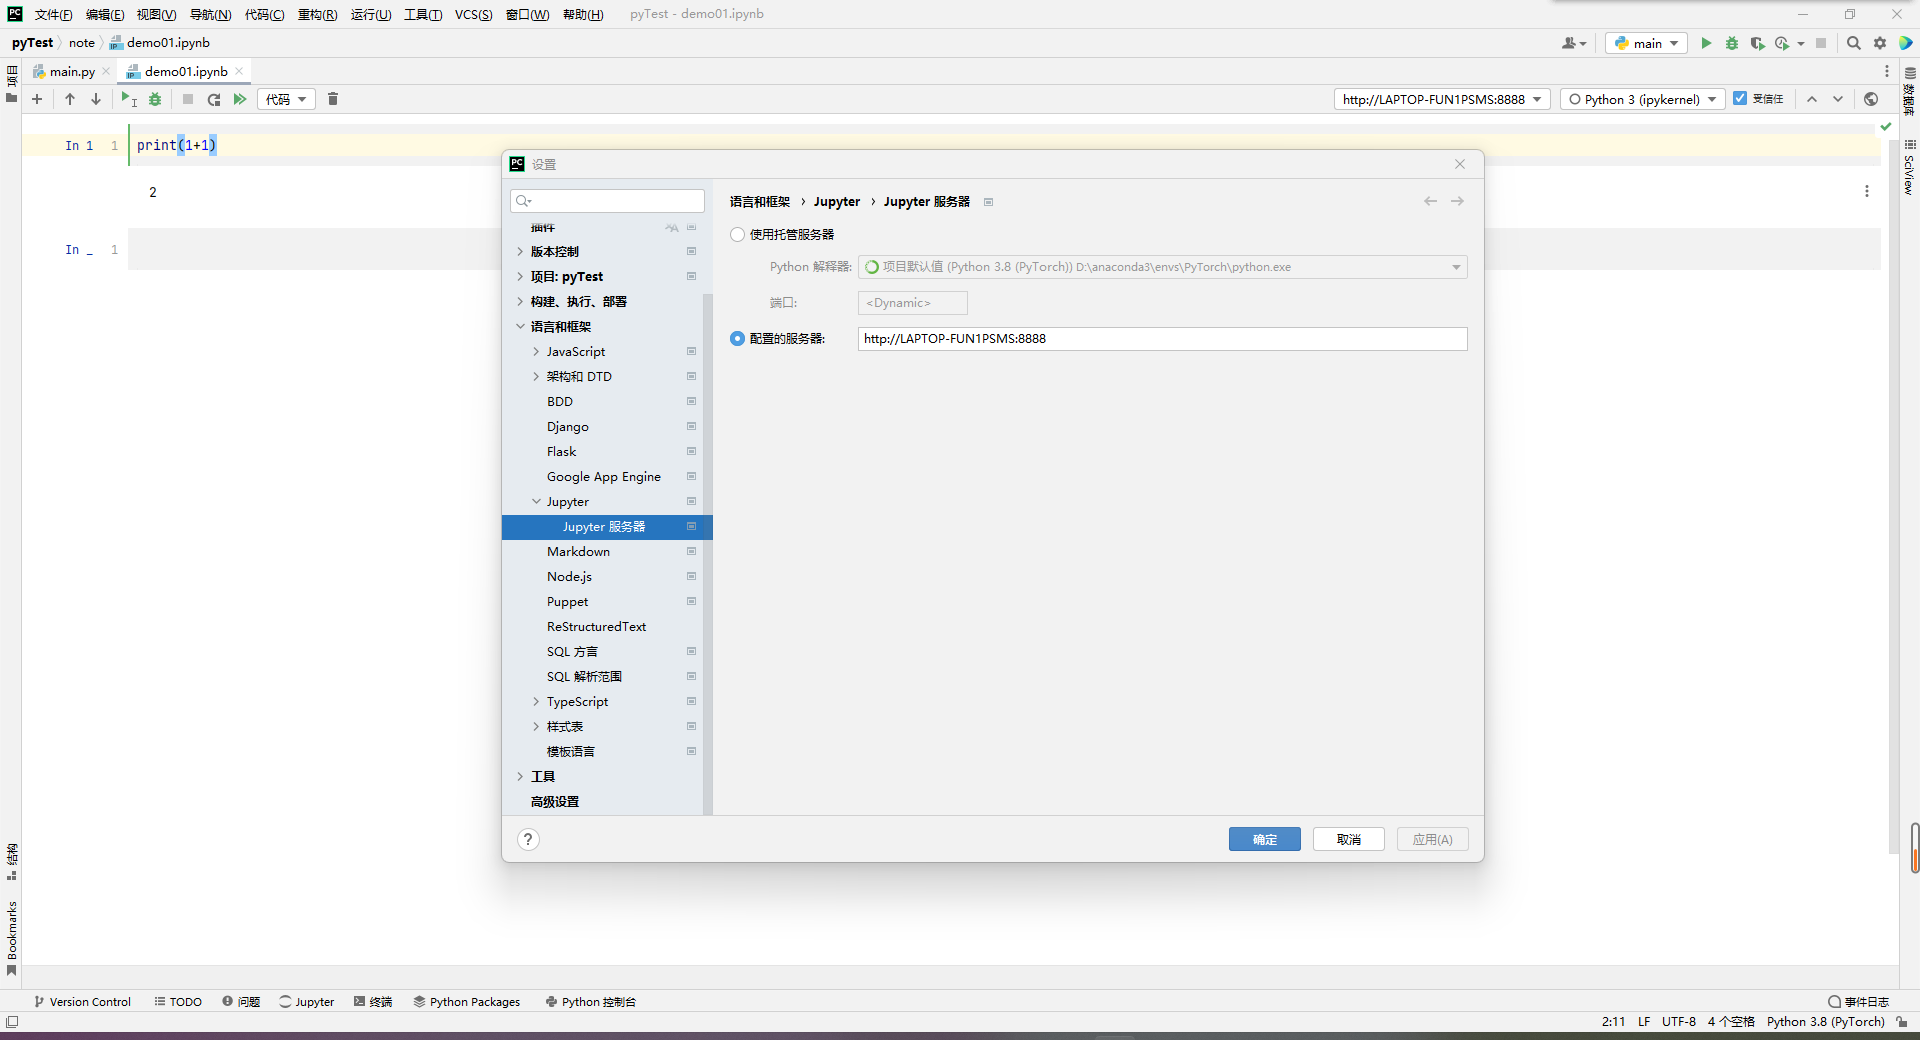 PC 文件(F) 编辑(E) 视图(V) 导航(N) 代码(C) 重构(R) 运行(U) 工具(T) VCS(S) 窗口(W) 帮助(H) pyTest - demo01.ipynb
pyTest note demo01.ipynb main
main.py demo01.ipynb
代码 http://LAPTOP-FUN1PSMS:8888 Python 3 (ipykernel) 受信任
In 1 1 print(1+1)
2
In _ 1
项目
数据库
SciView
结构
Bookmarks
PC 设置
插件
版本控制
项目: pyTest
构建、执行、部署
语言和框架
JavaScript
架构和 DTD
BDD
Django
Flask
Google App Engine
Jupyter
Jupyter 服务器
Markdown
Node.js
Puppet
ReStructuredText
SQL 方言
SQL 解析范围
TypeScript
样式表
模板语言
工具
高级设置
语言和框架 › Jupyter › Jupyter 服务器
使用托管服务器
Python 解释器: 项目默认值 (Python 3.8 (PyTorch)) D:\anaconda3\envs\PyTorch\python.exe
端口: <Dynamic>
配置的服务器: http://LAPTOP-FUN1PSMS:8888
? 确定 取消 应用(A)
Version Control TODO 问题 Jupyter 终端 Python Packages Python 控制台 事件日志
2:11 LF UTF-8 4 个空格 Python 3.8 (PyTorch)